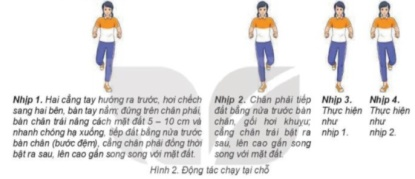 Nhịp 1. Hai cẳng tay hướng ra trước, hơi chếch
sang hai bên, bàn tay nắm; đứng trên chân phải,
bàn chân trái nâng cách mặt đất 5 – 10 cm và
nhanh chóng hạ xuống, tiếp đất bằng nửa trước
bàn chân (bước đệm), cẳng chân phải đồng thời
bật ra sau, lên cao gần song song với mặt đất.
Nhịp 2. Chân phải tiếp
đất bằng nửa trước bàn
chân, gối hơi khuỵu;
cẳng chân trái bật ra
sau, lên cao gần song
song với mặt đất.
Nhịp 3.
Thực hiện
như
nhịp 1.
Nhịp 4.
Thực hiện
như
nhịp 2.
Hình 2. Động tác chạy tại chỗ